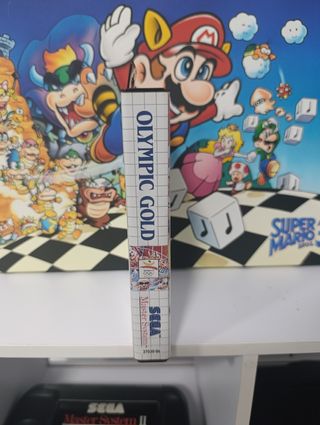 OLYMPIC GOLD
SEGA
Master System
SUPER
MARIO
SEGA
Master System II